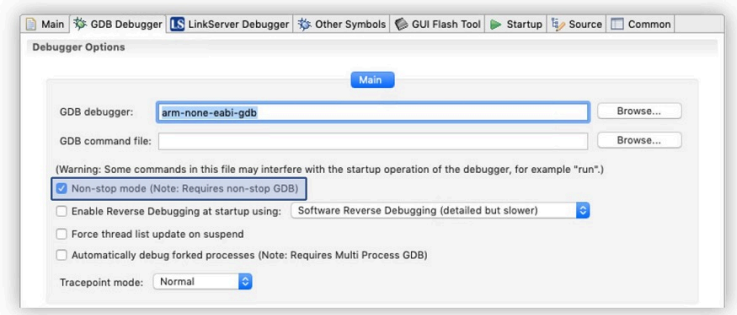 Main GDB Debugger LS LinkServer Debugger Other Symbols GUI Flash Tool Startup Source Common
Debugger Options
Main
GDB debugger: arm-none-eabi-gdb Browse...
GDB command file: Browse...
(Warning: Some commands in this file may interfere with the startup operation of the debugger, for example "run".)
Non-stop mode (Note: Requires non-stop GDB)
Enable Reverse Debugging at startup using: Software Reverse Debugging (detailed but slower)
Force thread list update on suspend
Automatically debug forked processes (Note: Requires Multi Process GDB)
Tracepoint mode: Normal